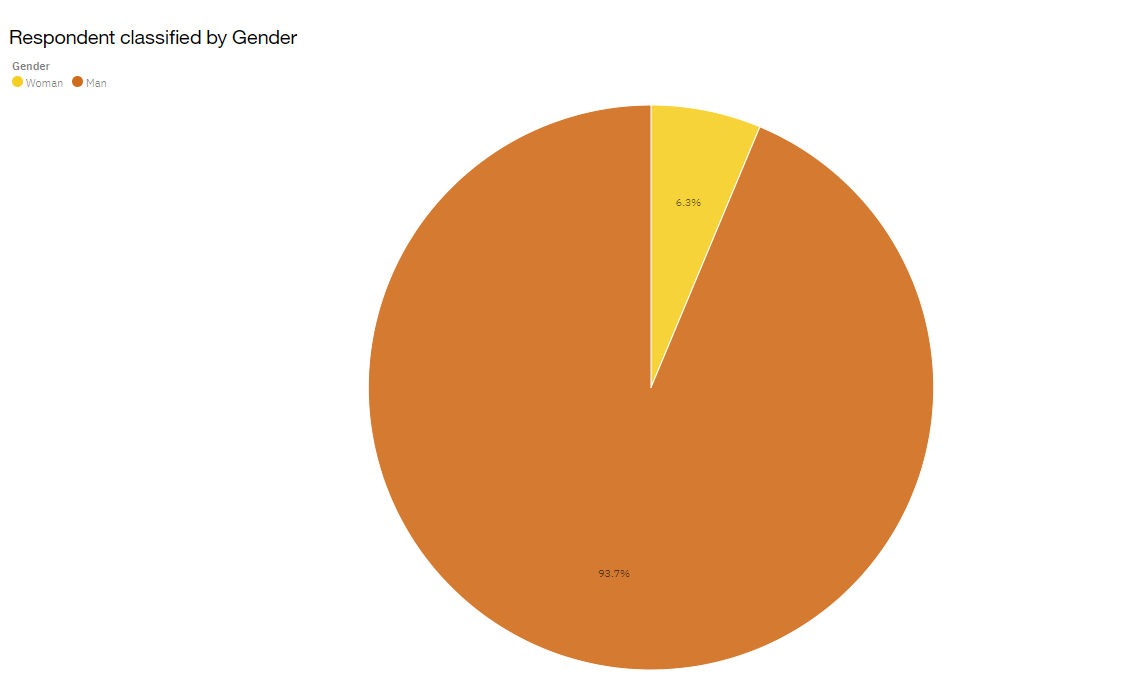 Respondent classified by Gender
Gender
Woman Man
6.3%
93.7%